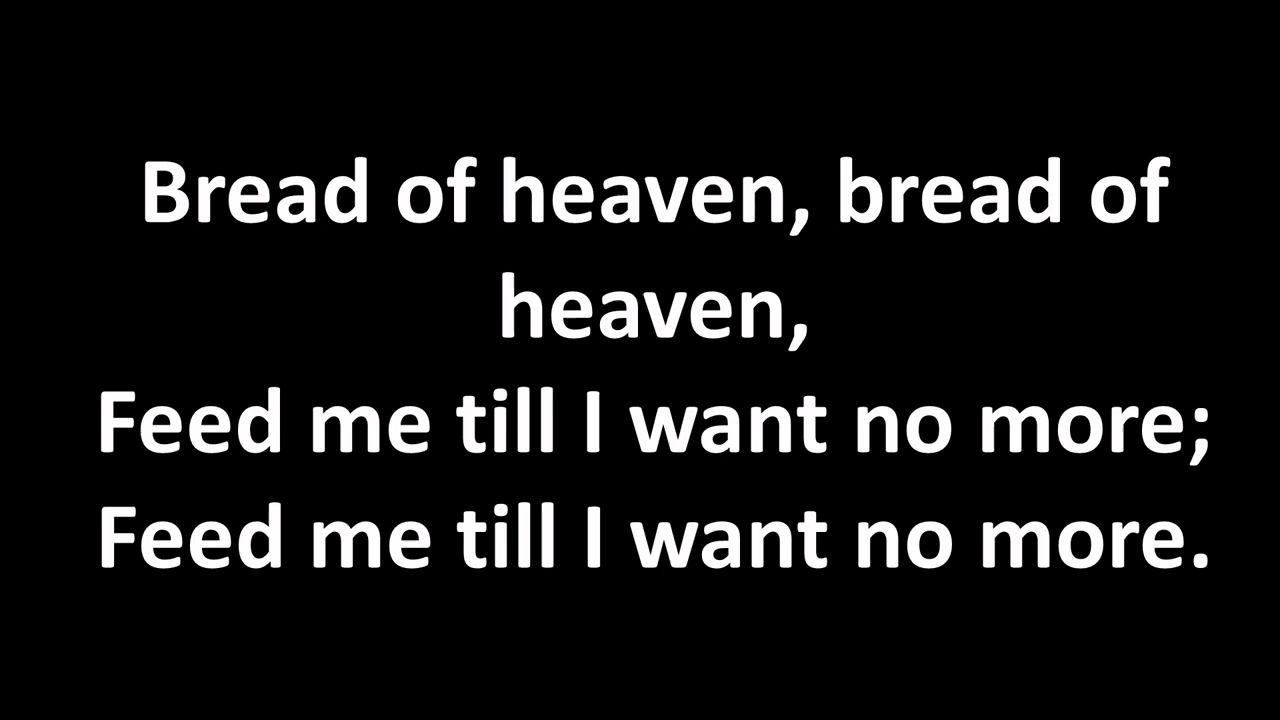 Bread of heaven, bread of
heaven,
Feed me till I want no more;
Feed me till I want no more.